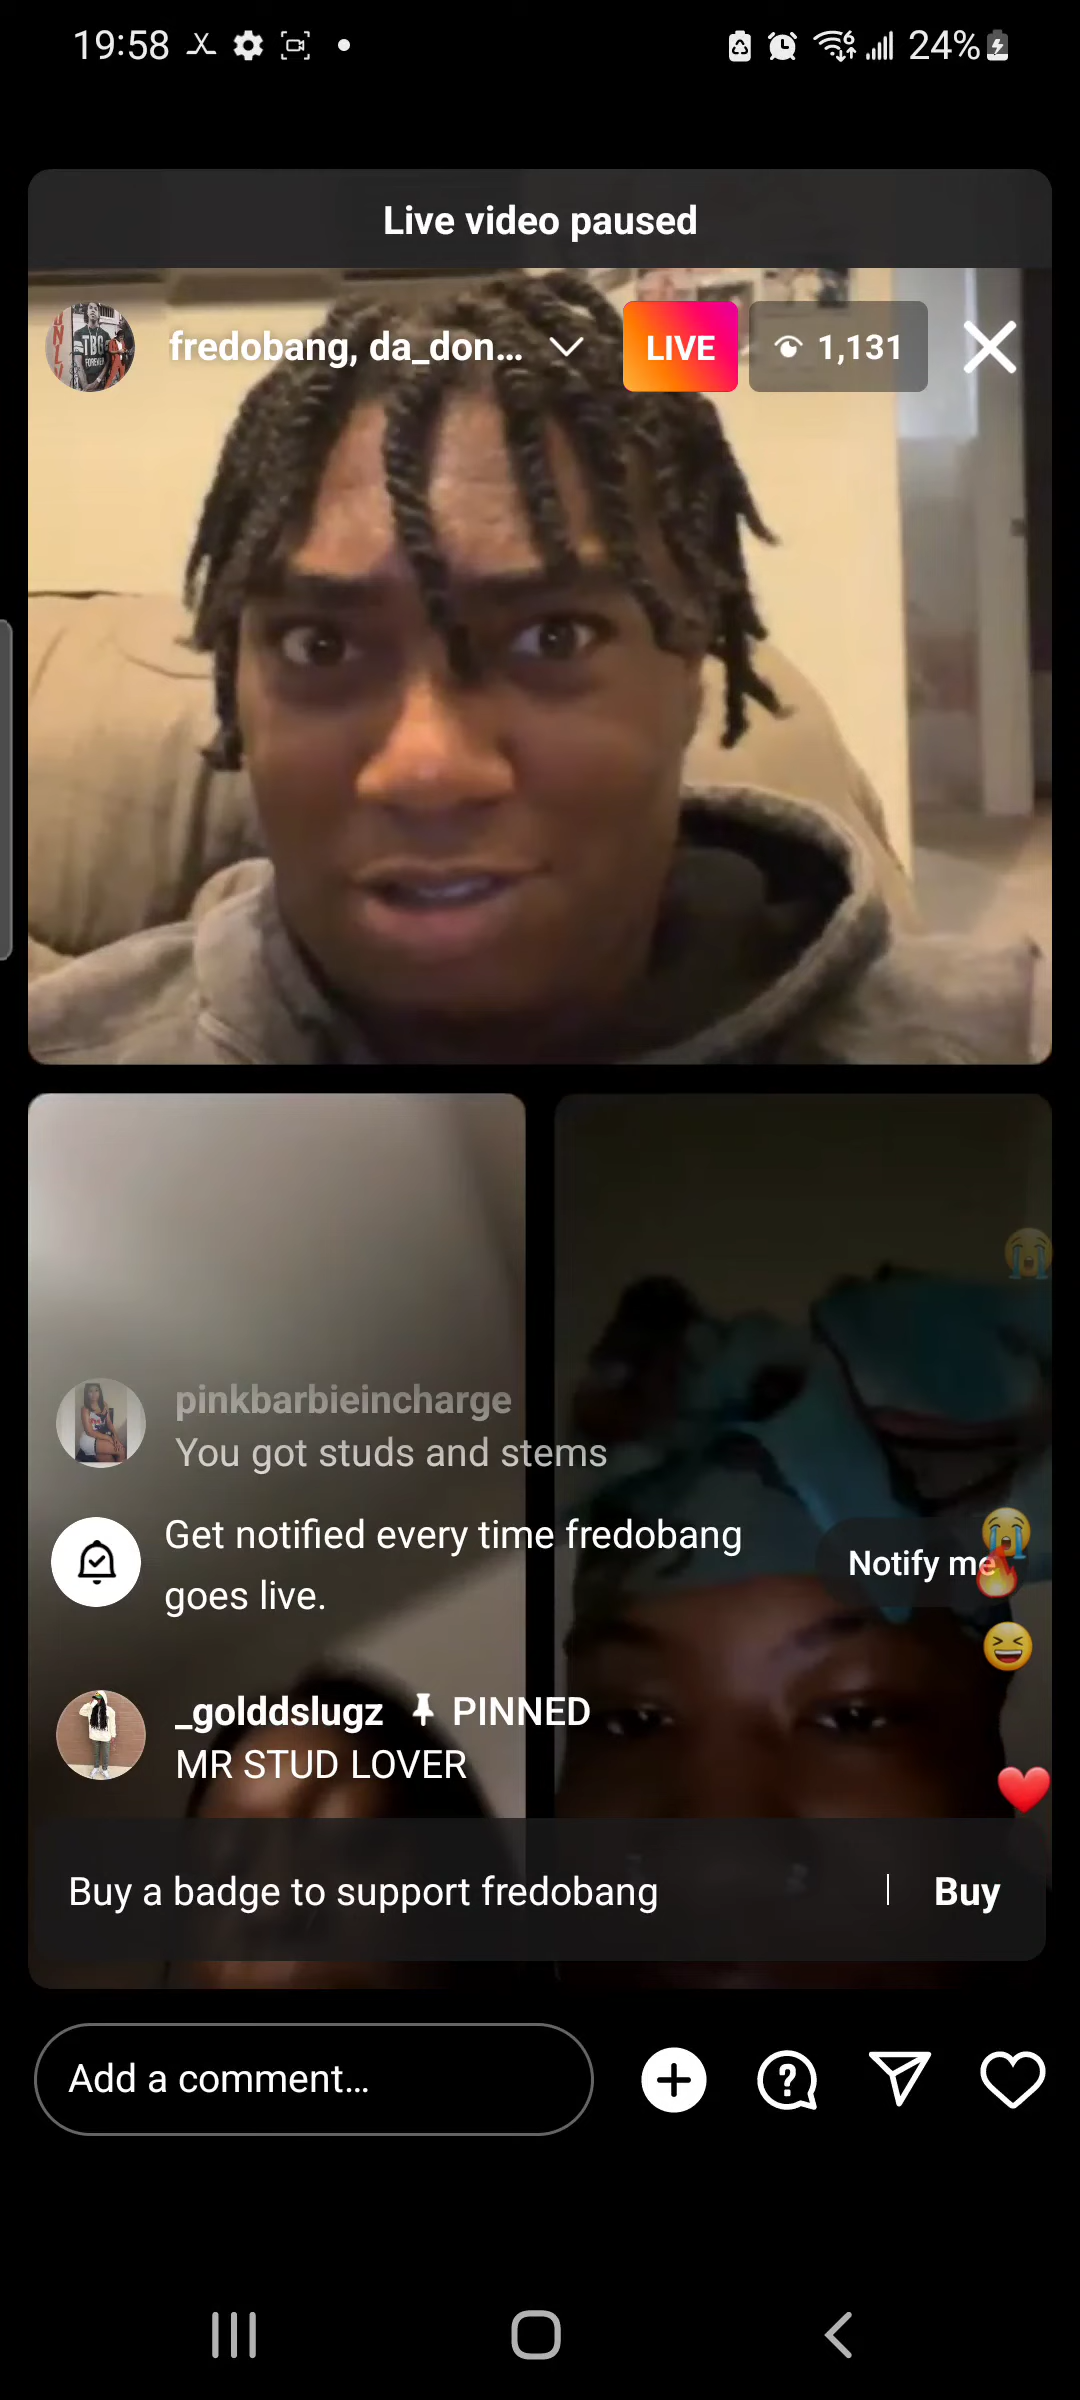 19:58
24%
Live video paused
fredobang, da_don...
LIVE
1,131
pinkbarbieincharge
You got studs and stems
Get notified every time fredobang
goes live.
Notify me
_golddslugz PINNED
MR STUD LOVER
Buy a badge to support fredobang
Buy
Add a comment...